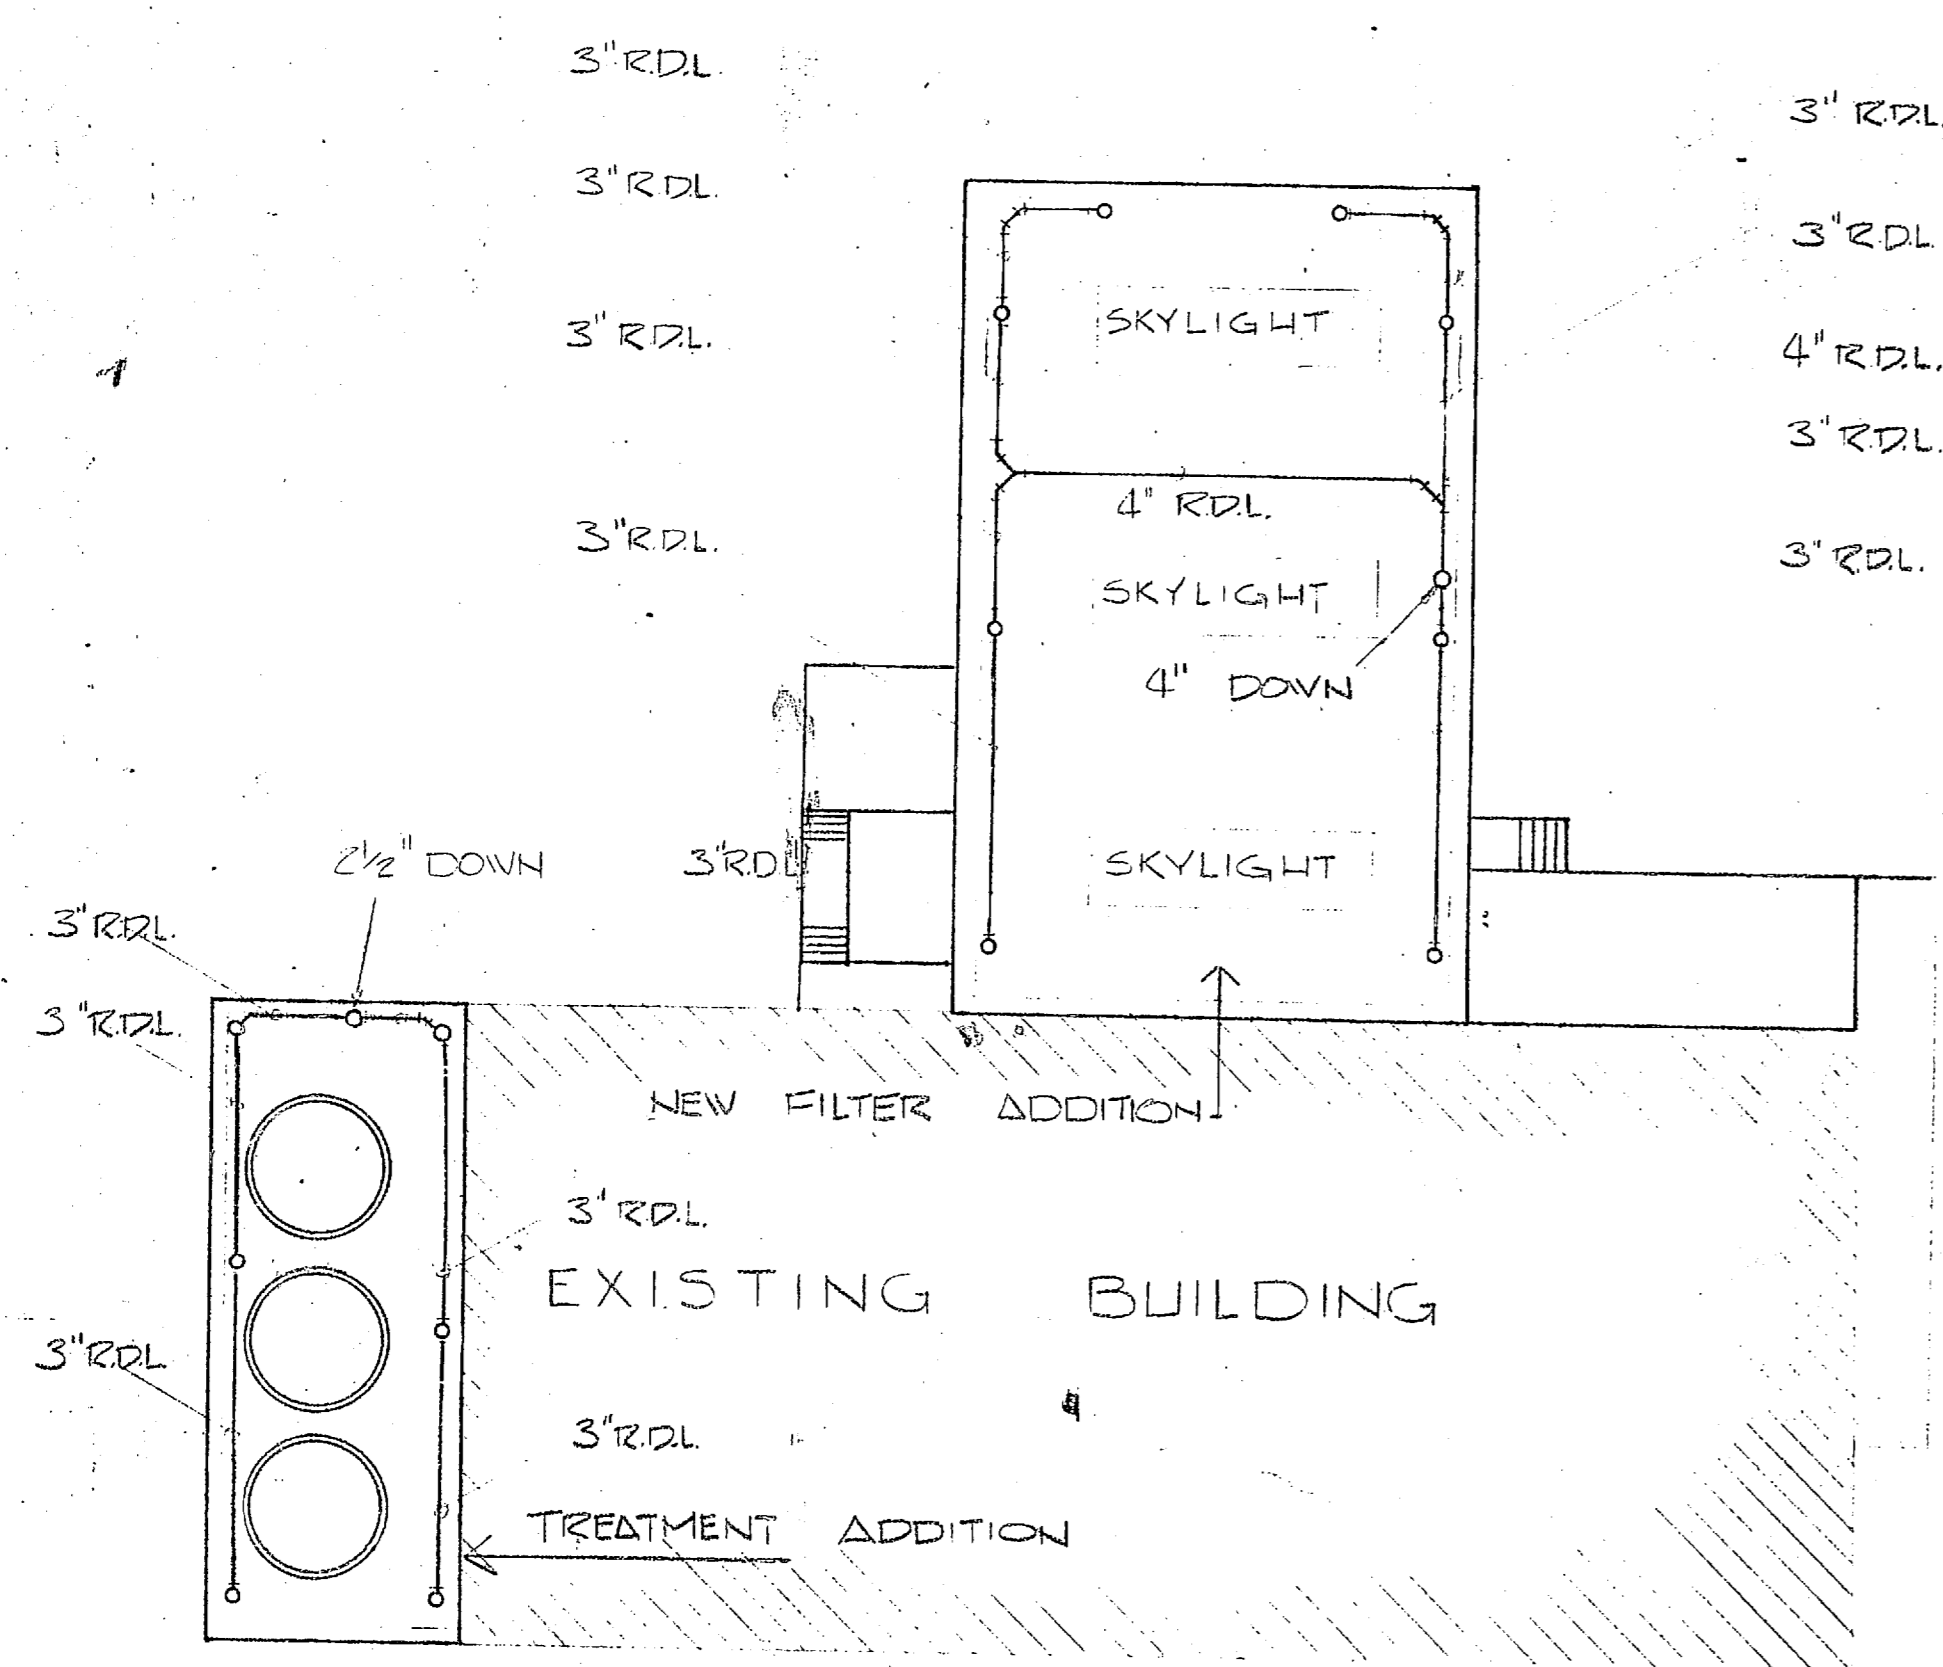 3" R.D.L.
3" R.D.L.
3" R.D.L.
3" R.D.L.
SKYLIGHT
3" R.D.L.
4" R.D.L.
3" R.D.L.
4" R.D.L.
3" R.D.L.
3" R.D.L.
SKYLIGHT
4" DOWN
2½" DOWN
3" R.D.L.
SKYLIGHT
3" R.D.L.
3" R.D.L.
NEW FILTER ADDITION
3" R.D.L.
EXISTING BUILDING
3" R.D.L.
3" R.D.L.
TREATMENT ADDITION